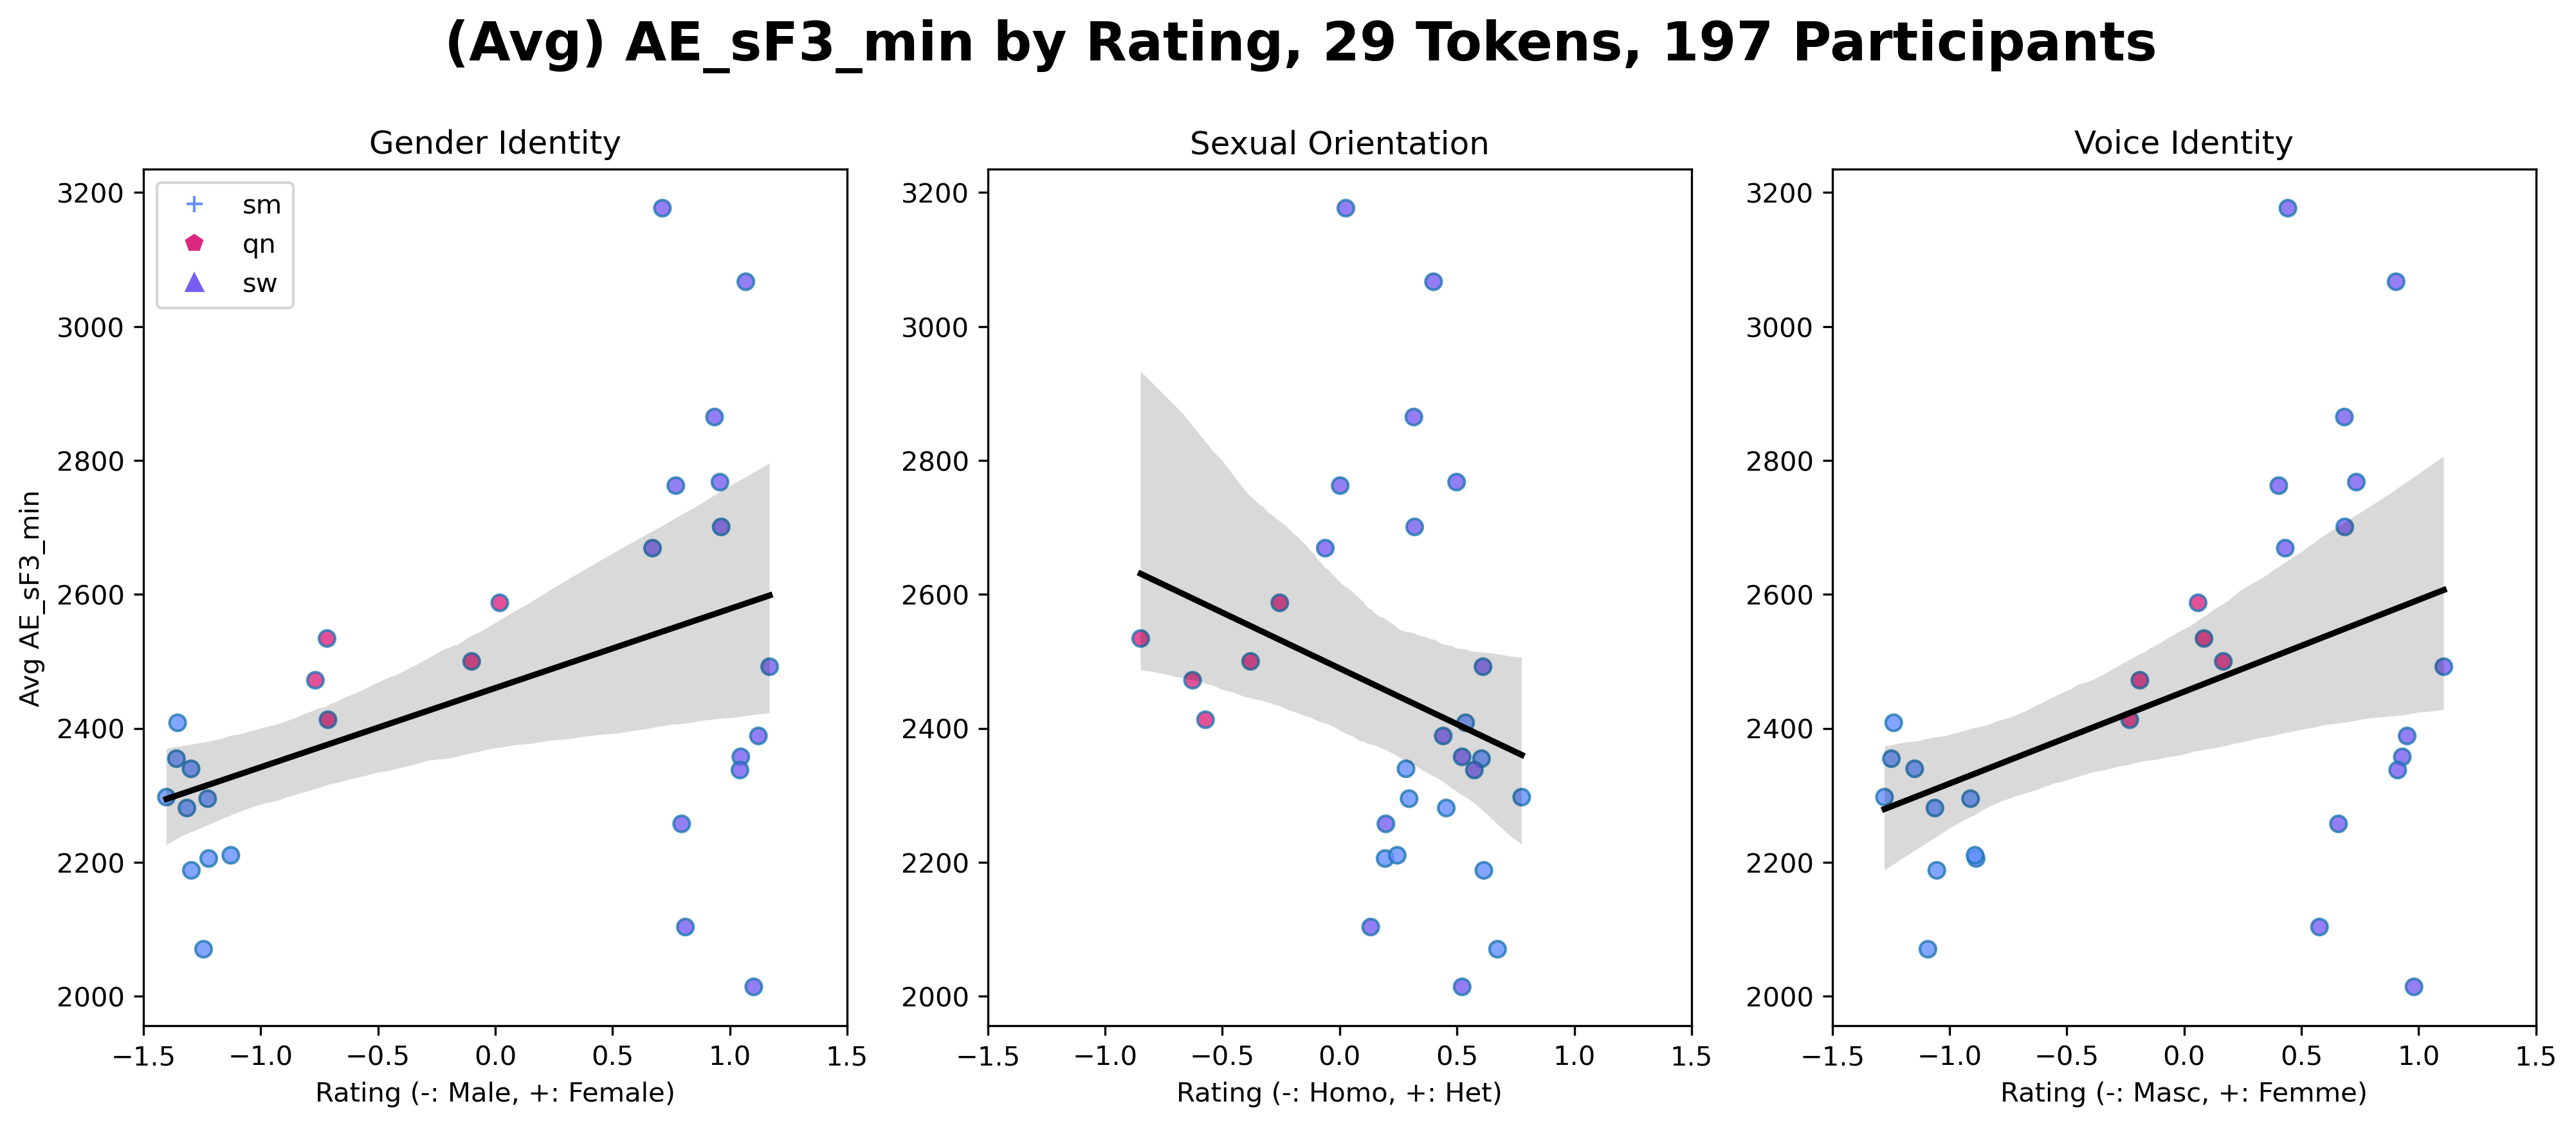 (Avg) AE_sF3_min by Rating, 29 Tokens, 197 Participants
Gender Identity
sm
qn
sw
3200
3000
2800
2600
2400
2200
2000
Avg AE_sF3_min
−1.5 −1.0 −0.5 0.0 0.5 1.0 1.5
Rating (-: Male, +: Female)
Sexual Orientation
3200
3000
2800
2600
2400
2200
2000
−1.5 −1.0 −0.5 0.0 0.5 1.0 1.5
Rating (-: Homo, +: Het)
Voice Identity
3200
3000
2800
2600
2400
2200
2000
−1.5 −1.0 −0.5 0.0 0.5 1.0 1.5
Rating (-: Masc, +: Femme)